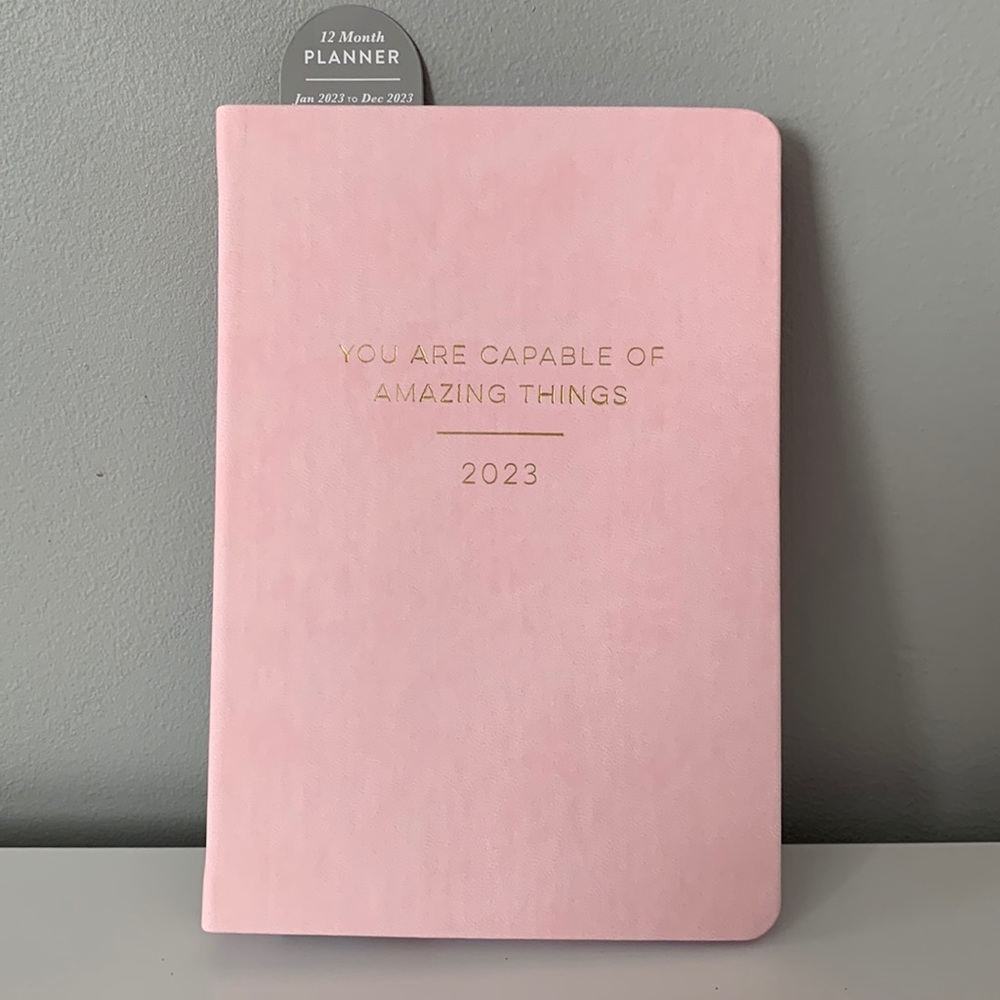 12 Month
PLANNER
Jan 2023 TO Dec 2023
YOU ARE CAPABLE OF
AMAZING THINGS
2023